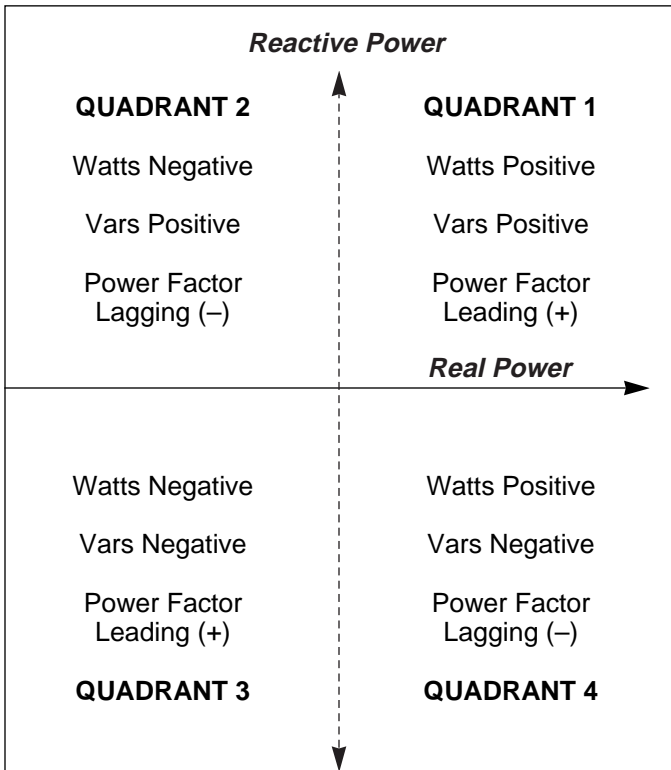 Reactive Power
QUADRANT 2
Watts Negative
Vars Positive
Power Factor
Lagging (–)
QUADRANT 1
Watts Positive
Vars Positive
Power Factor
Leading (+)
Real Power
Watts Negative
Vars Negative
Power Factor
Leading (+)
QUADRANT 3
Watts Positive
Vars Negative
Power Factor
Lagging (–)
QUADRANT 4